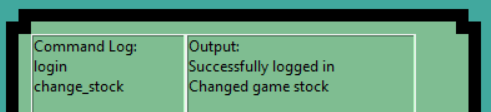 Command Log:
login
change_stock
Output:
Successfully logged in
Changed game stock